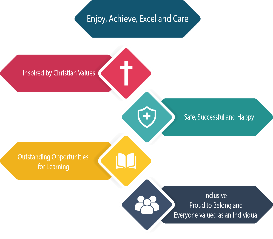 Enjoy, Achieve, Excel and Care
Inspired by Christian Values
Safe, Successful and Happy
Outstanding Opportunities
for Learning
Inclusive
Proud to Belong and
Everyone Valued as an Individual